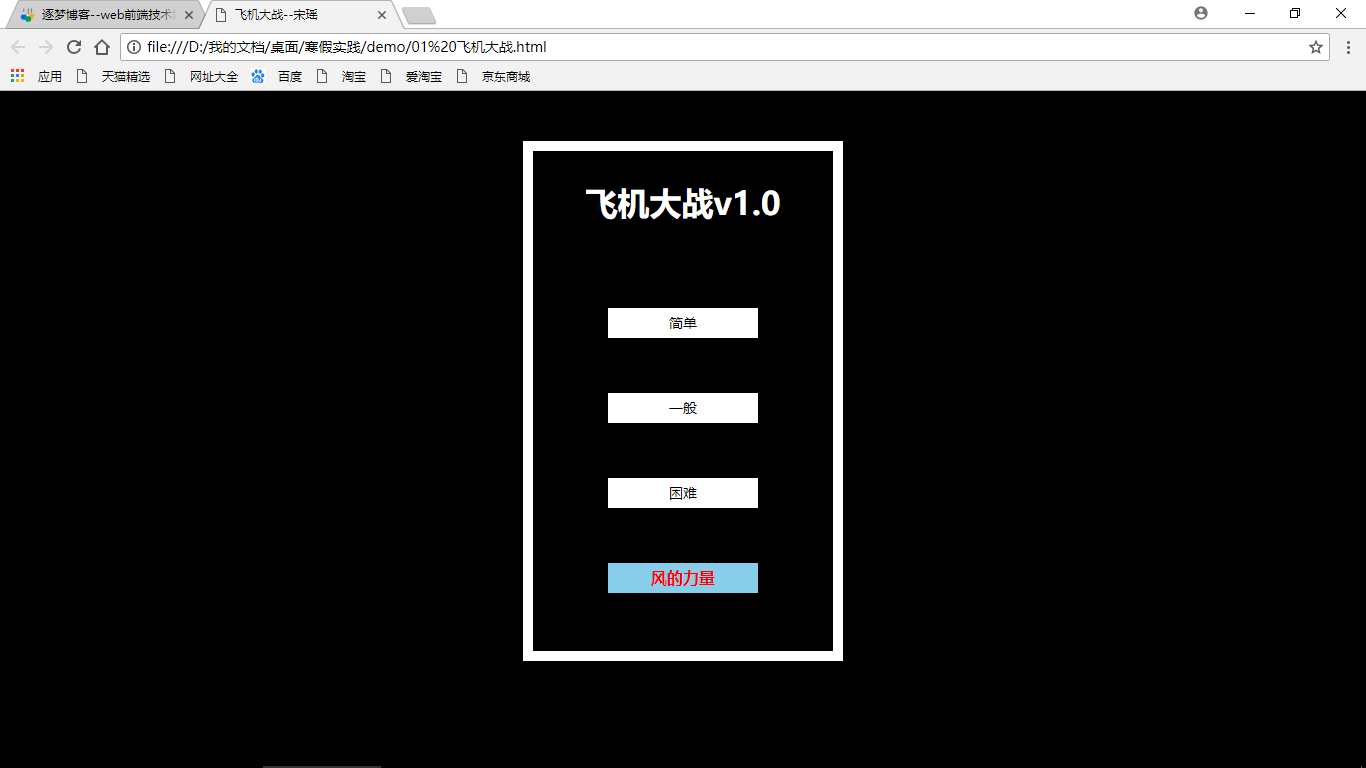 逐梦博客--web前端技术
飞机大战--宋瑶
file:///D:/我的文档/桌面/寒假实践/demo/01%20飞机大战.html
应用 天猫精选 网址大全 百度 淘宝 爱淘宝 京东商城
飞机大战v1.0
简单
一般
困难
风的力量